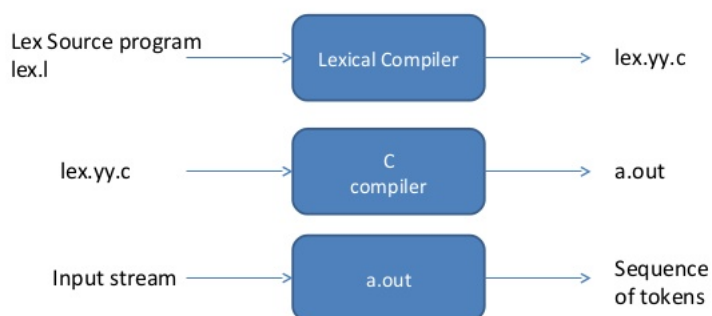 Lex Source program
lex.l
Lexical Compiler
lex.yy.c
lex.yy.c
C
compiler
a.out
Input stream
a.out
Sequence
of tokens